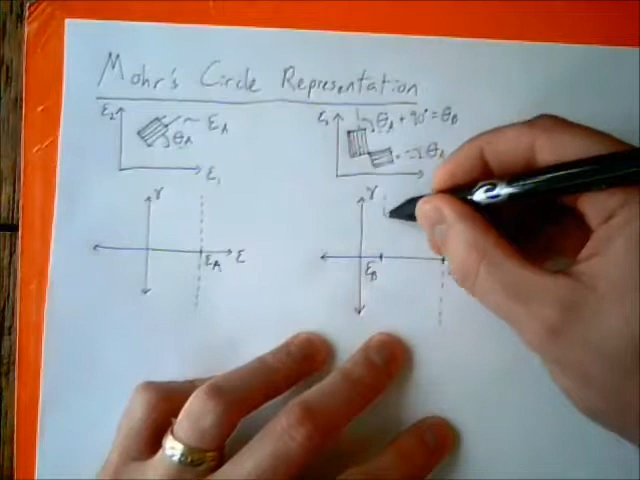 Mohr's Circle Representation
ε₂ θA ~ εA ε₁
ε₂ θA + 90° = θB
θA
γ εA ε
γ εB